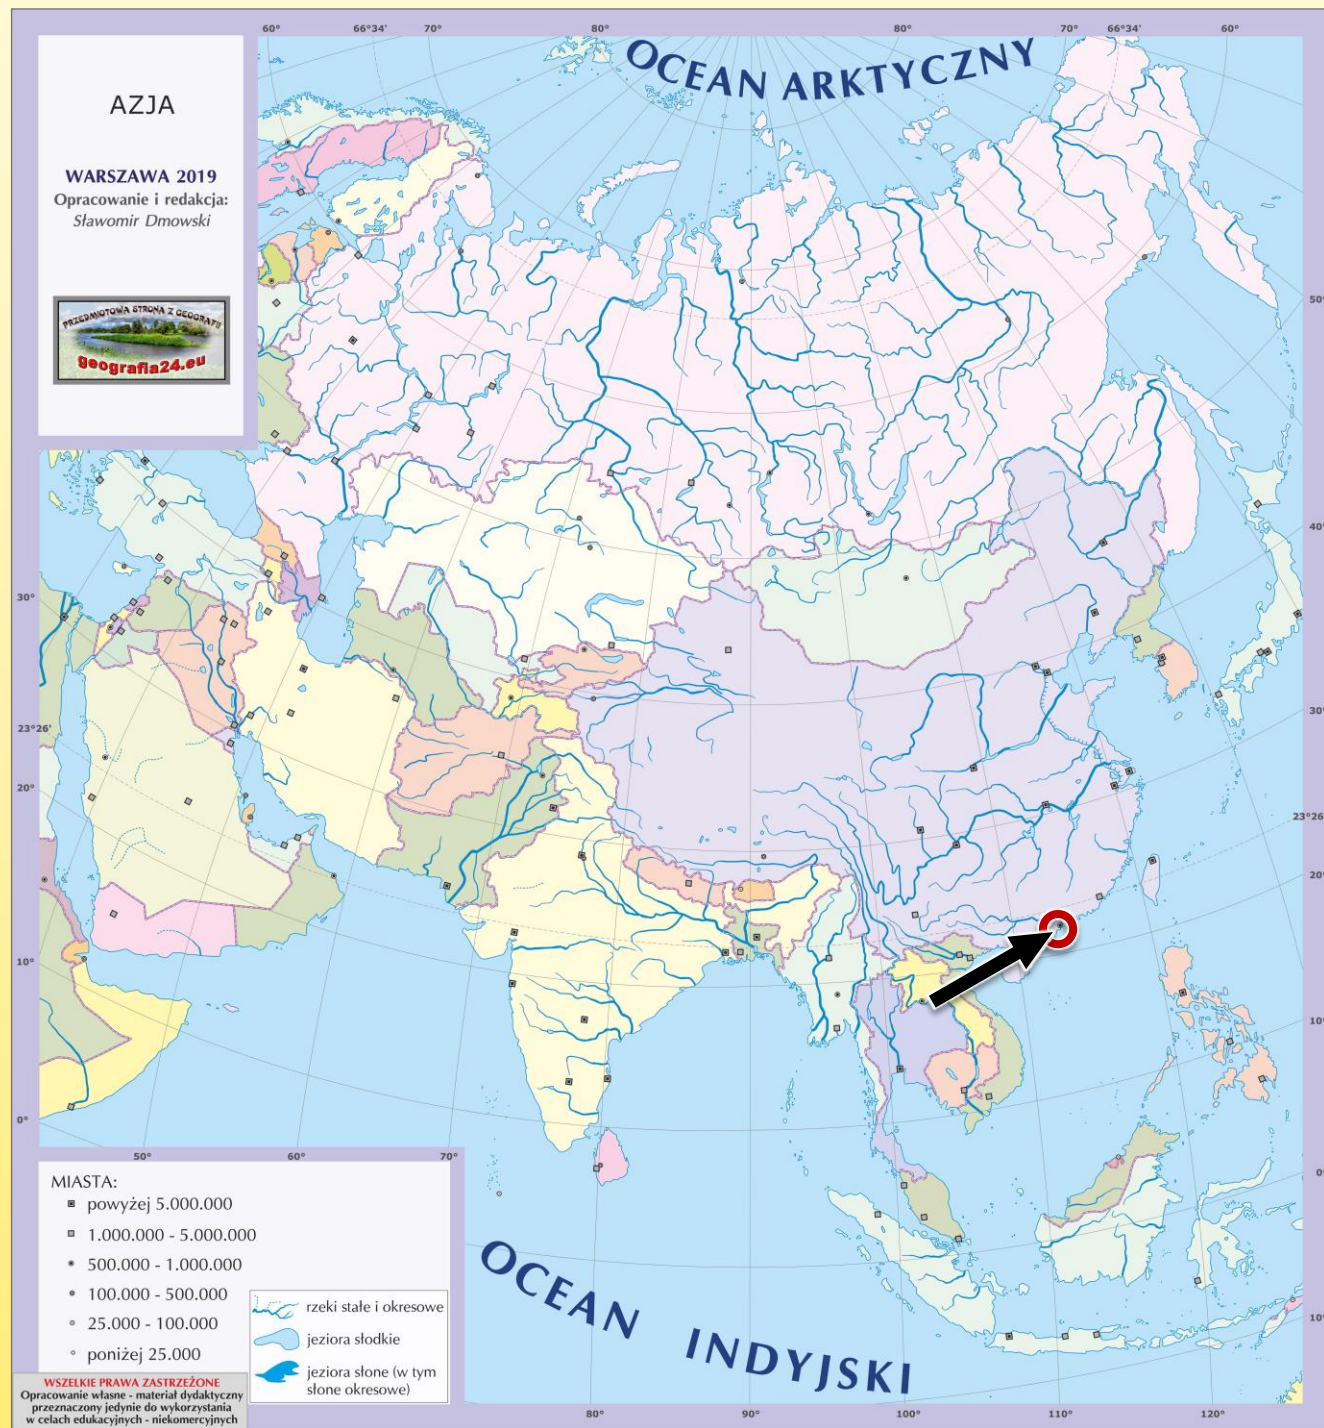 60° 66°34' 70° 80° 80° 70° 66°34' 60°
OCEAN ARKTYCZNY
AZJA
WARSZAWA 2019
Opracowanie i redakcja:
Sławomir Dmowski
PRZEDMIOTOWA STRONA Z GEOGRAFII
geografia24.eu
50°
40°
30°
30°
23°26'
20°
23°26'
20°
10°
10°
0°
50° 60° 70°
0°
10°
MIASTA:
powyżej 5.000.000
1.000.000 - 5.000.000
500.000 - 1.000.000
100.000 - 500.000
25.000 - 100.000
poniżej 25.000
rzeki stałe i okresowe
jeziora słodkie
jeziora słone (w tym
słone okresowe)
OCEAN INDYJSKI
WSZELKIE PRAWA ZASTRZEŻONE
Opracowanie własne - materiał dydaktyczny
przeznaczony jedynie do wykorzystania
w celach edukacyjnych - niekomercyjnych
80° 90° 100° 110° 120°